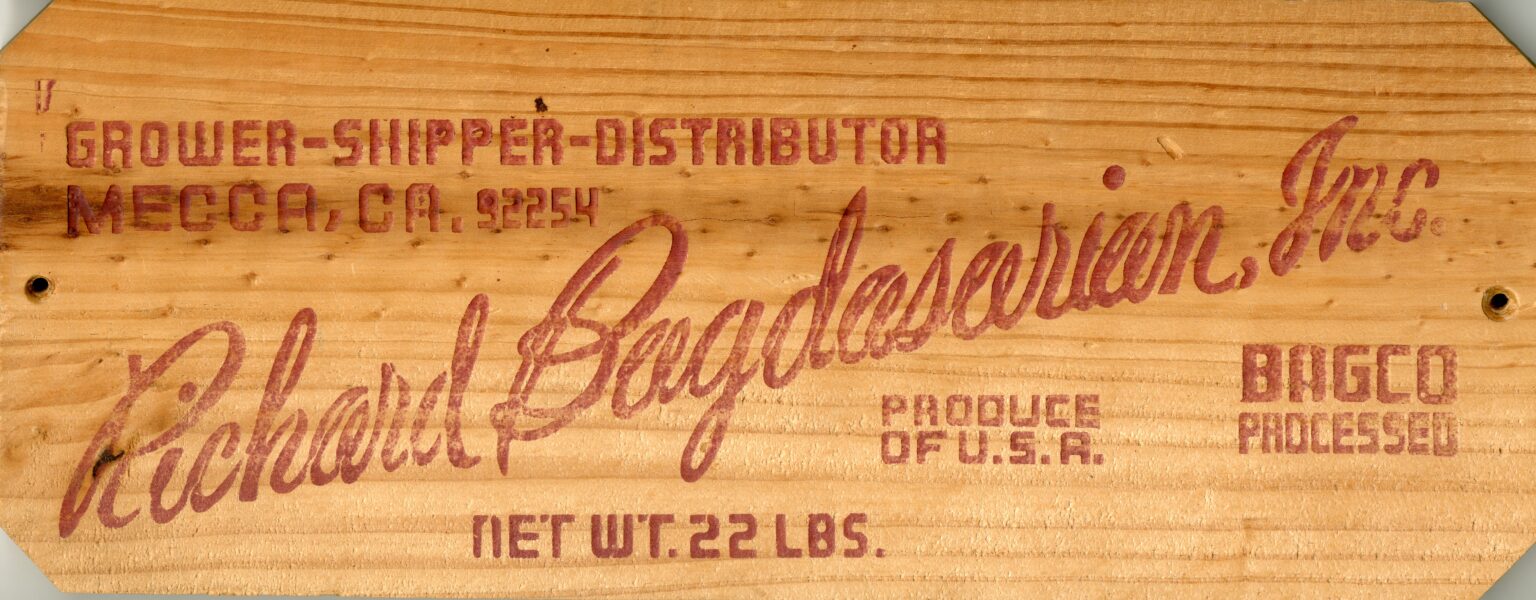 GROWER-SHIPPER-DISTRIBUTOR
MECCA, CA. 92254
Richard Bagdasarian, Inc.
PRODUCE
OF U.S.A.
BAGCO
PROCESSED
NET WT. 22 LBS.